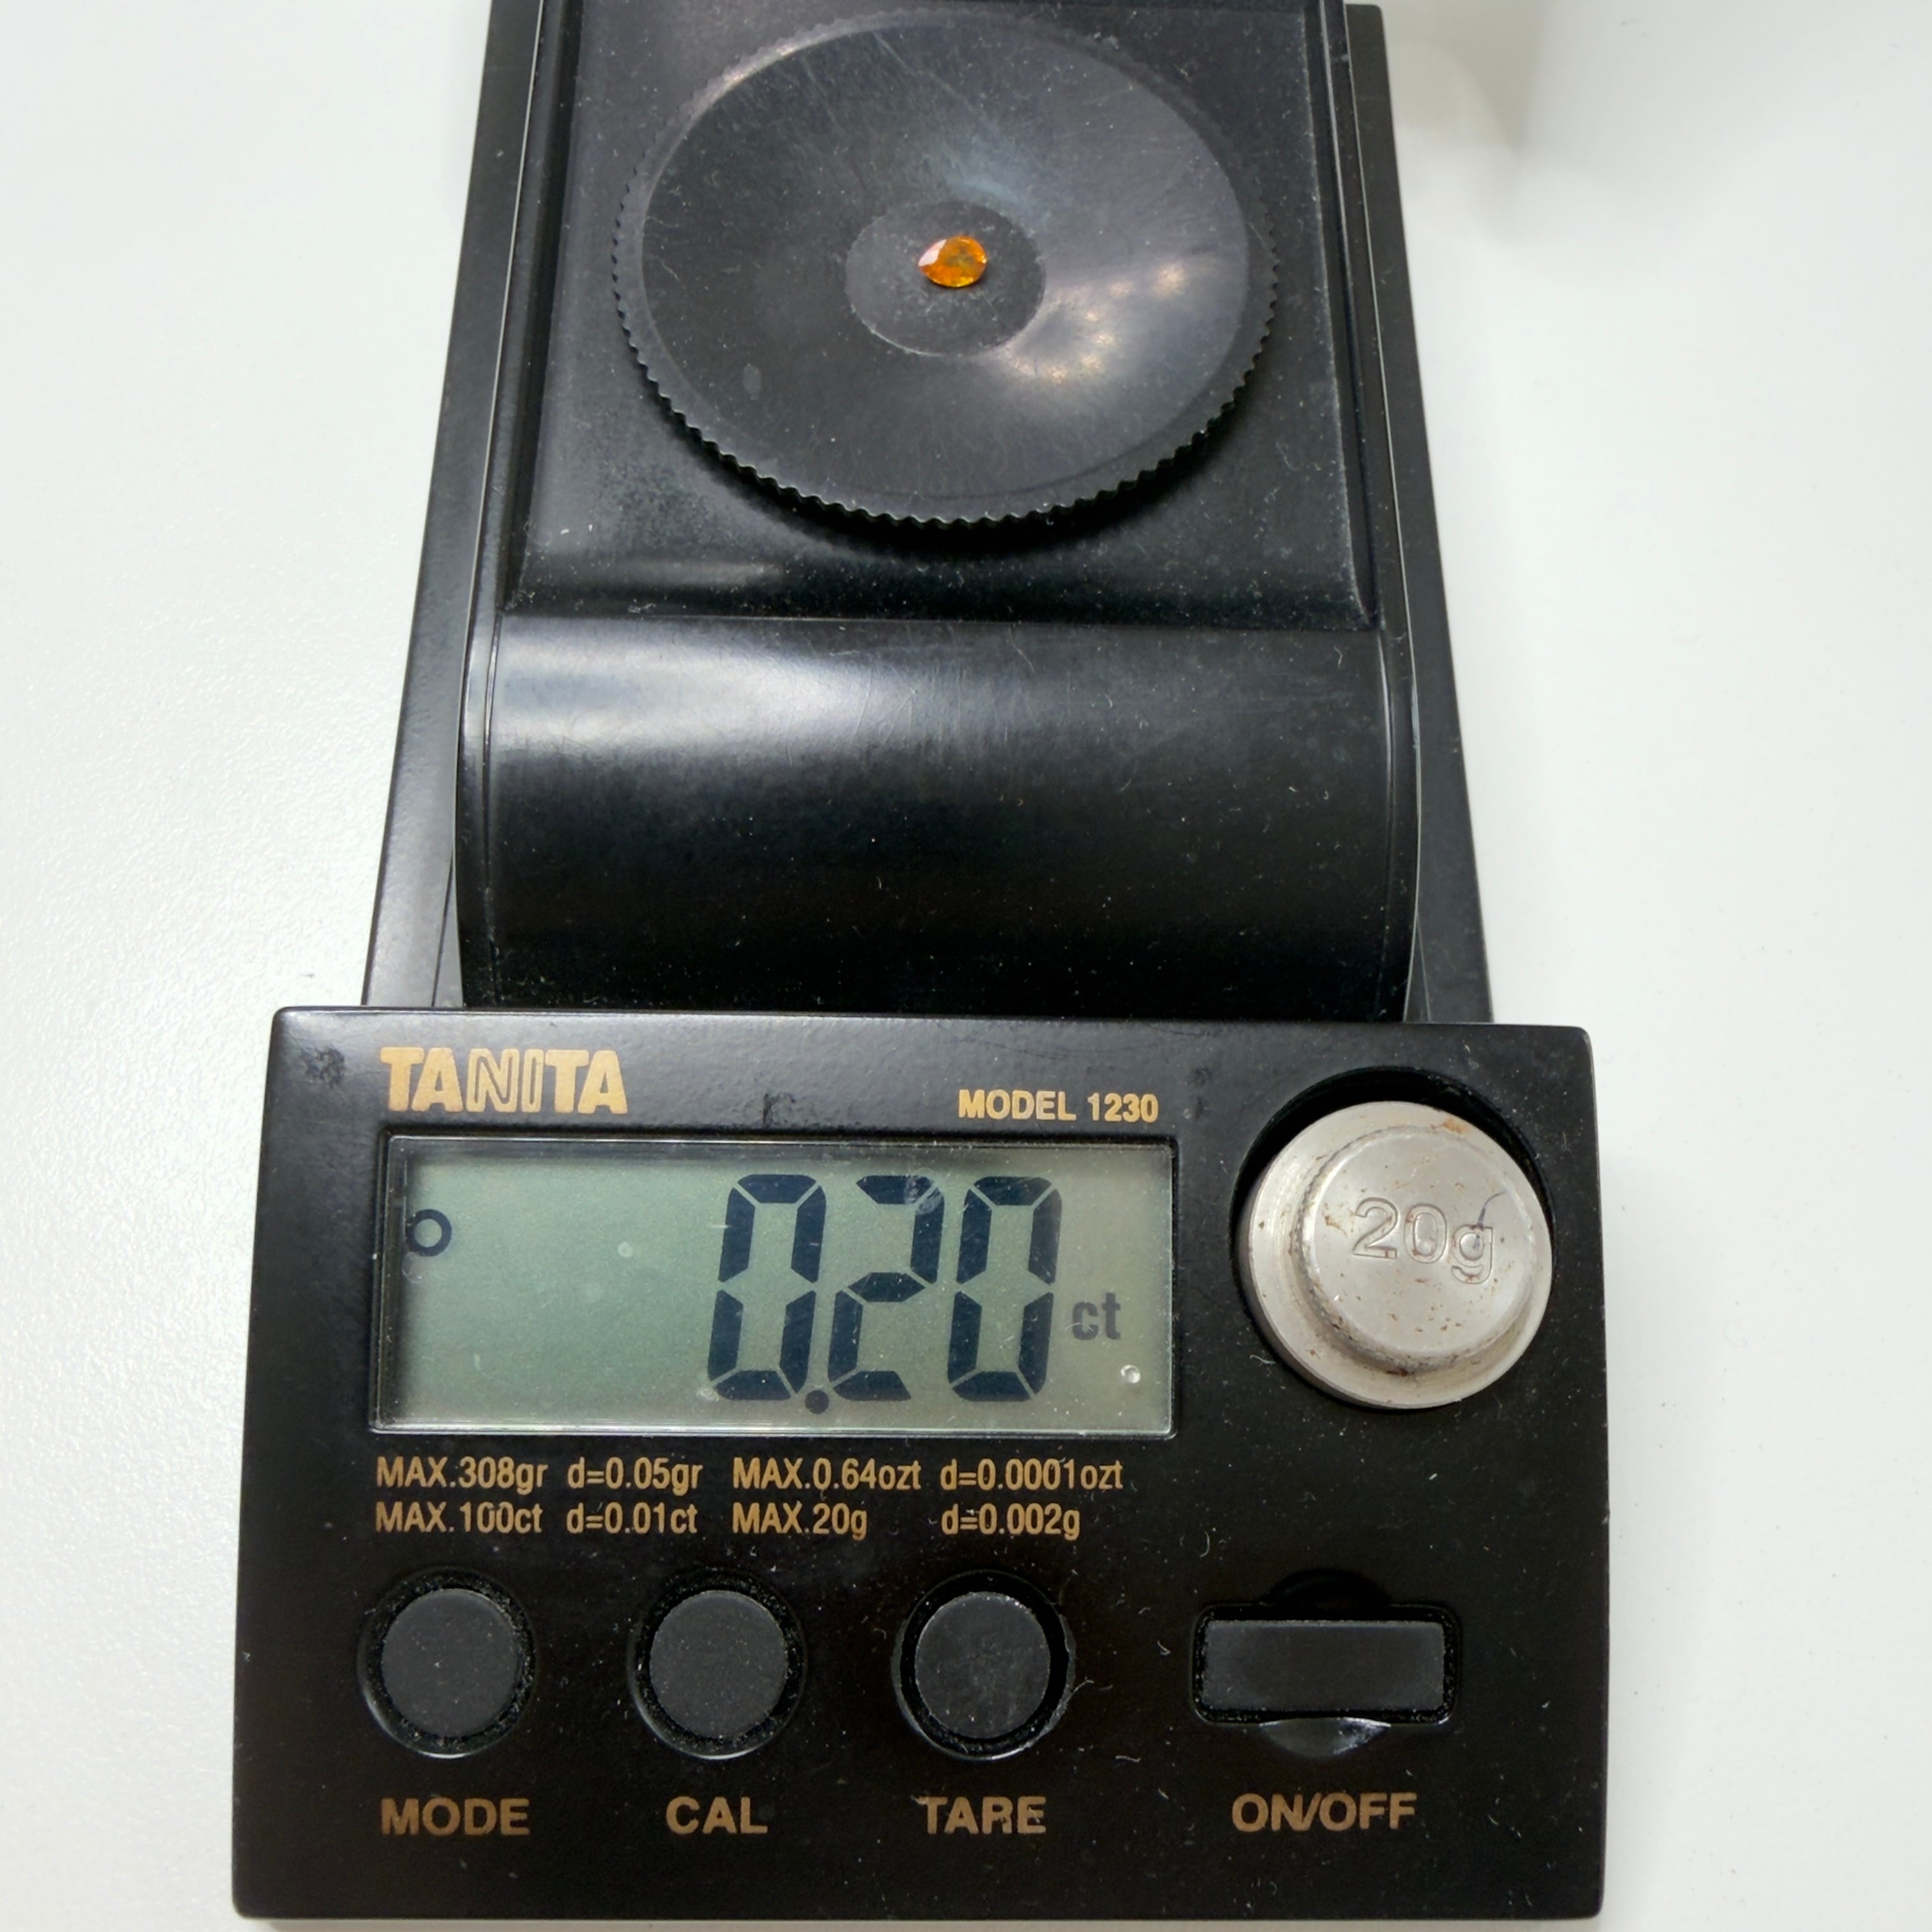 TANITA
MODEL 1230
0.20 ct
20g
MAX.308gr d=0.05gr MAX.0.64ozt d=0.0001ozt
MAX.100ct d=0.01ct MAX.20g d=0.002g
MODE CAL TARE ON/OFF